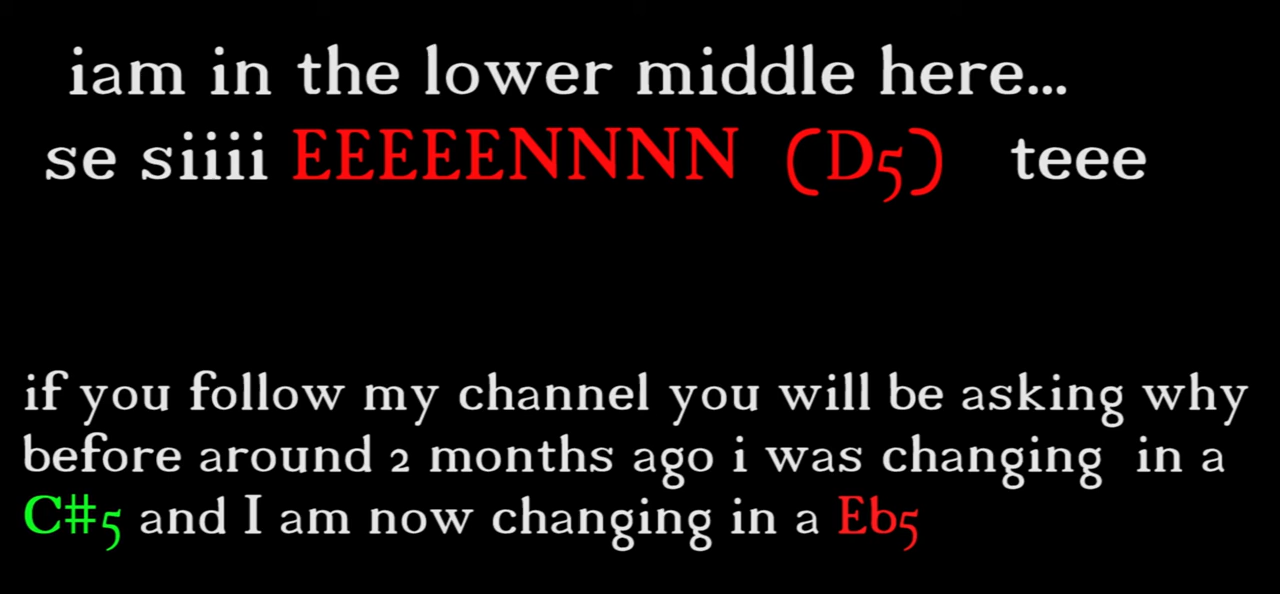 iam in the lower middle here...
se siiii EEEEENNNN (D5) teee
if you follow my channel you will be asking why
before around 2 months ago i was changing in a
C#5 and I am now changing in a Eb5